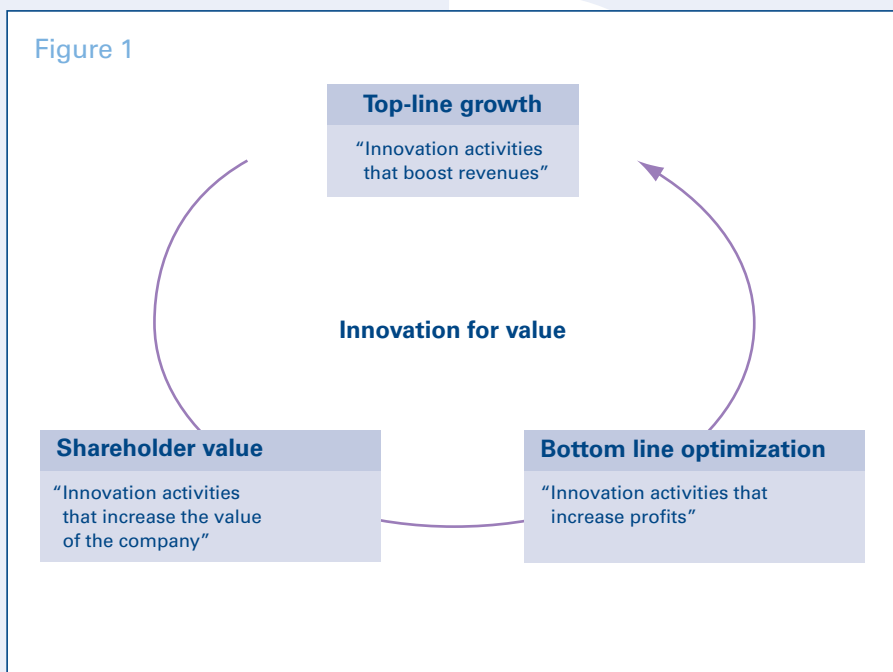 Figure 1
Top-line growth
“Innovation activities
that boost revenues”
Innovation for value
Shareholder value
“Innovation activities
that increase the value
of the company”
Bottom line optimization
“Innovation activities that
increase profits”